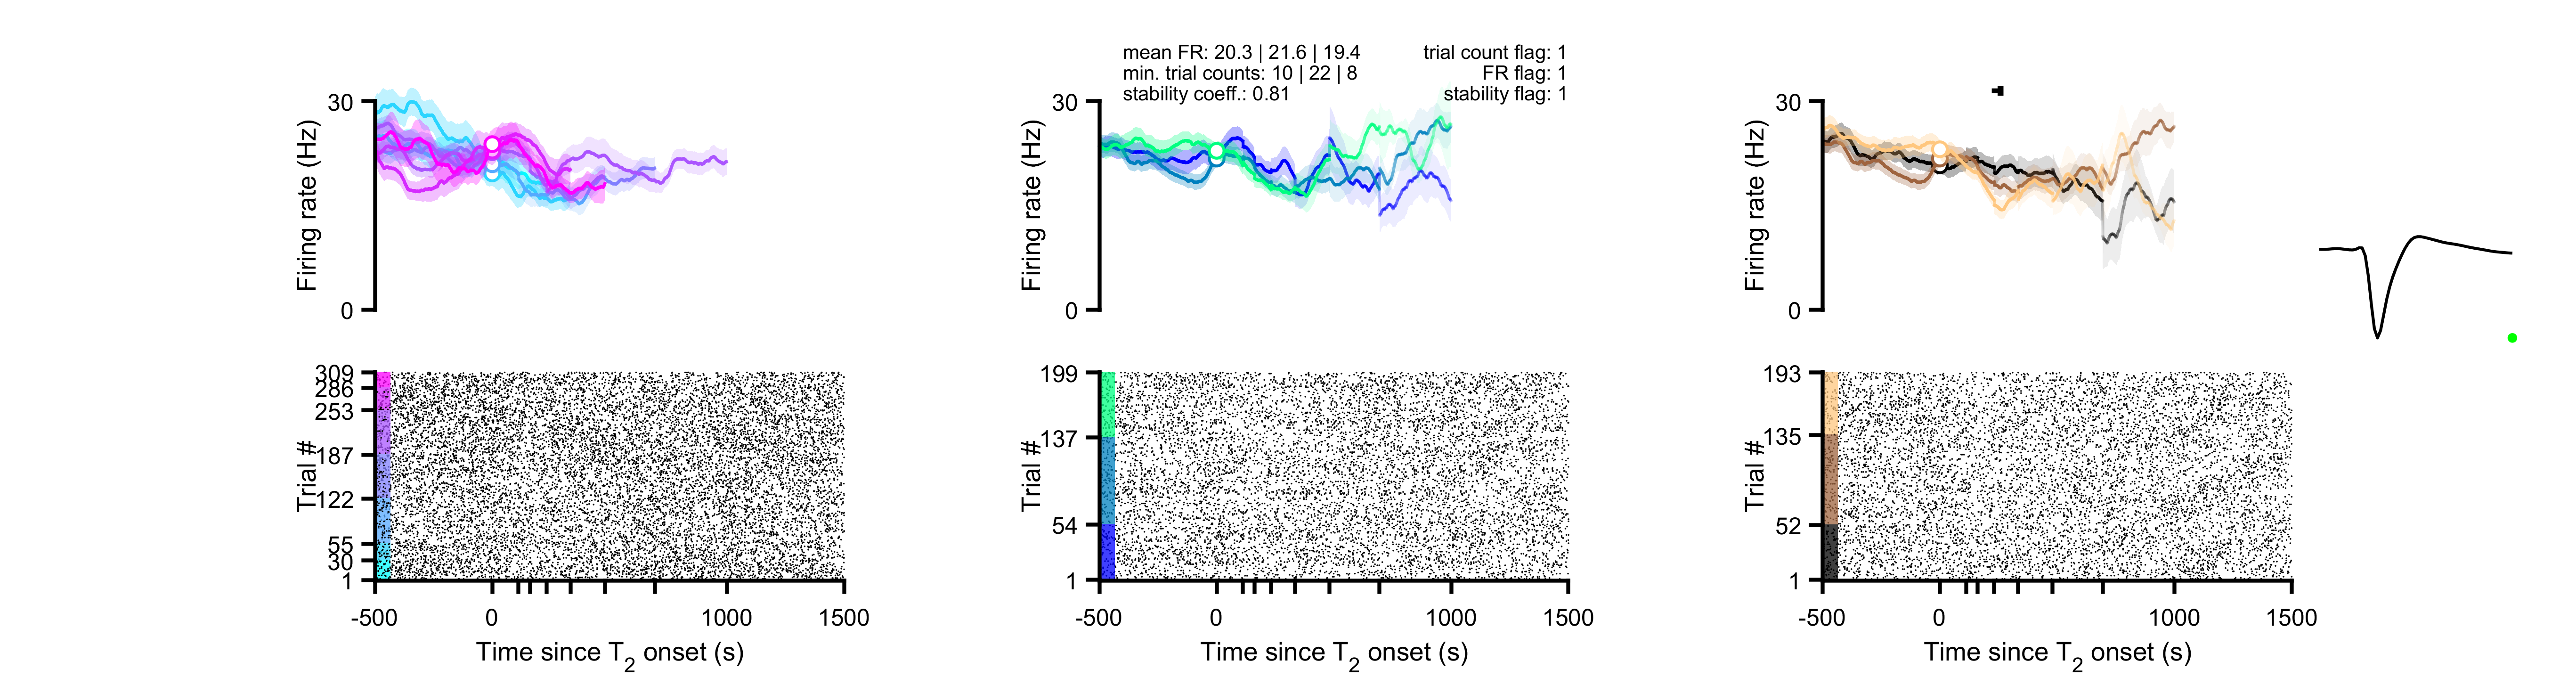 mean FR: 20.3 | 21.6 | 19.4
min. trial counts: 10 | 22 | 8
stability coeff.: 0.81
trial count flag: 1
FR flag: 1
stability flag: 1
30
0
Firing rate (Hz)
30
0
Firing rate (Hz)
30
0
Firing rate (Hz)
309
286
253
187
122
55
30
1
Trial #
-500
0
1000
1500
Time since T2 onset (s)
199
137
54
1
Trial #
-500
0
1000
1500
Time since T2 onset (s)
193
135
52
1
Trial #
-500
0
1000
1500
Time since T2 onset (s)